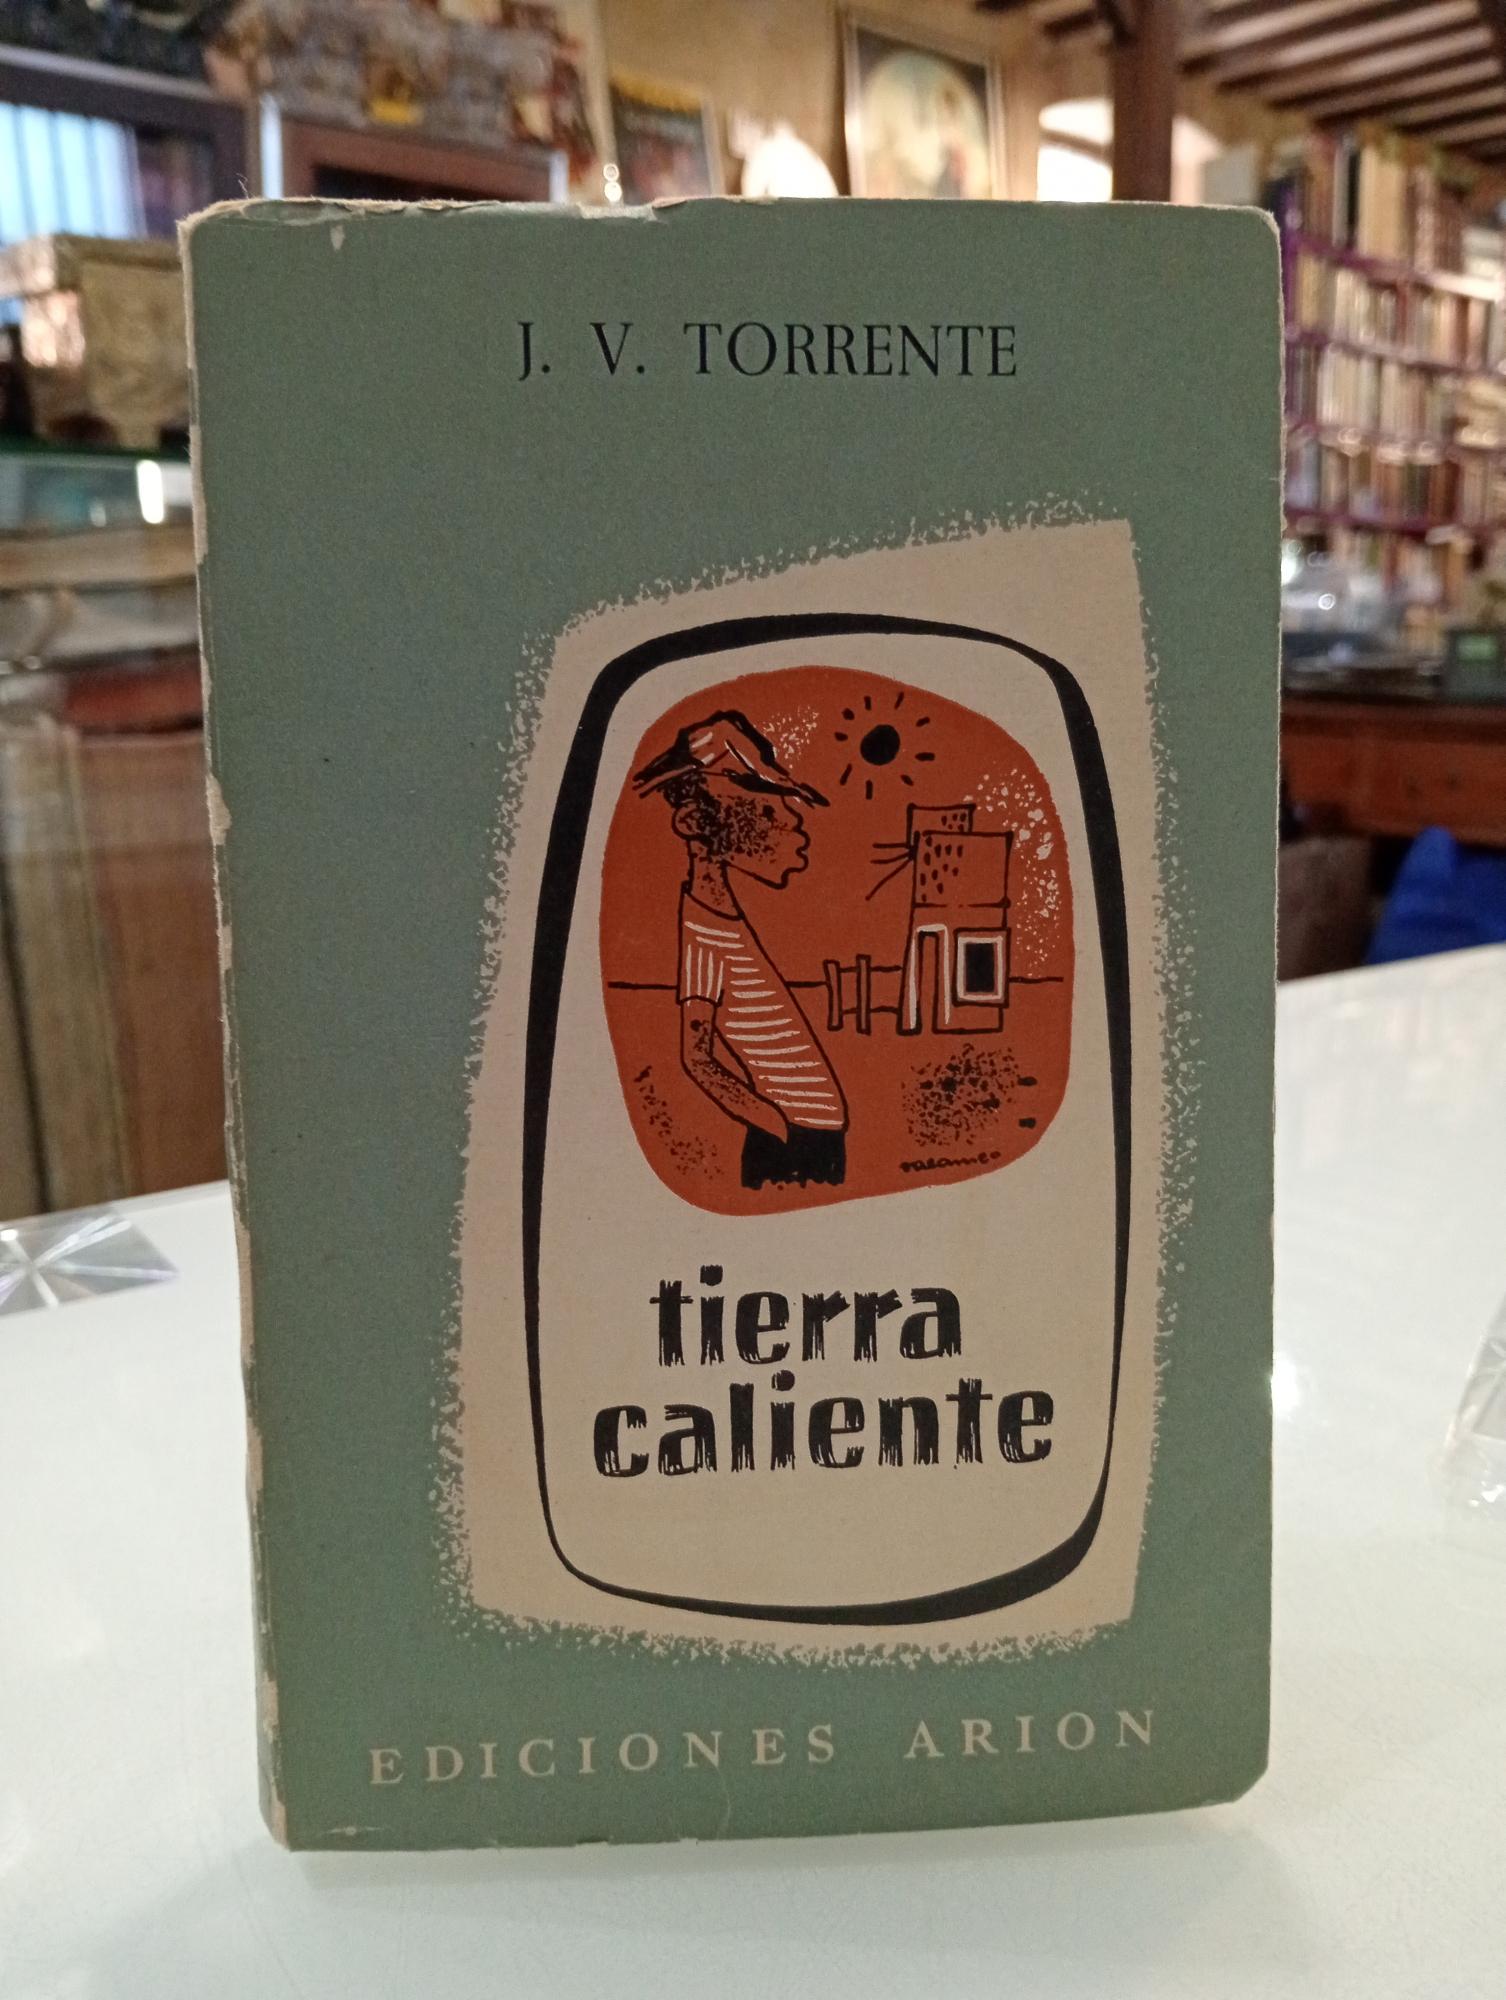 J. V. TORRENTE
tierra
caliente
EDICIONES ARION